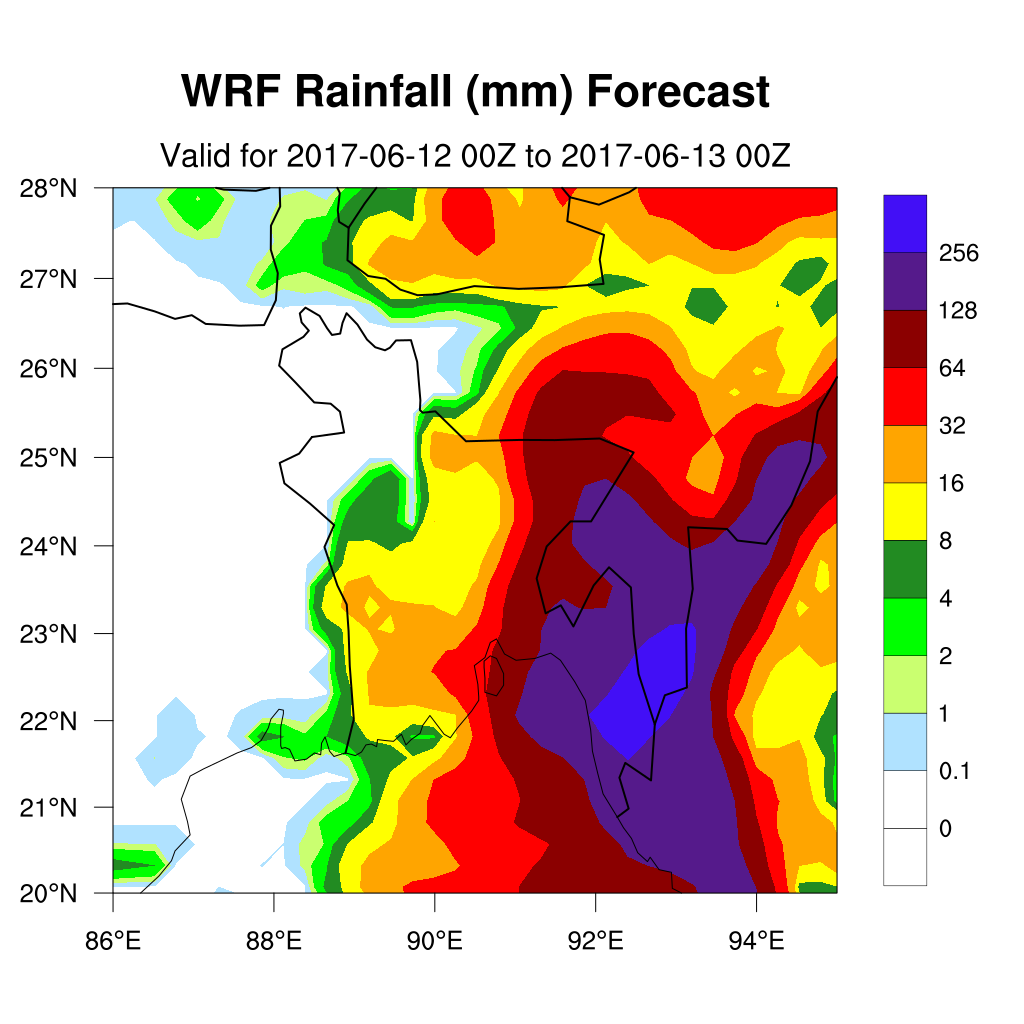 WRF Rainfall (mm) Forecast
Valid for 2017-06-12 00Z to 2017-06-13 00Z
28°N
27°N
26°N
25°N
24°N
23°N
22°N
21°N
20°N
86°E 88°E 90°E 92°E 94°E
256
128
64
32
16
8
4
2
1
0.1
0